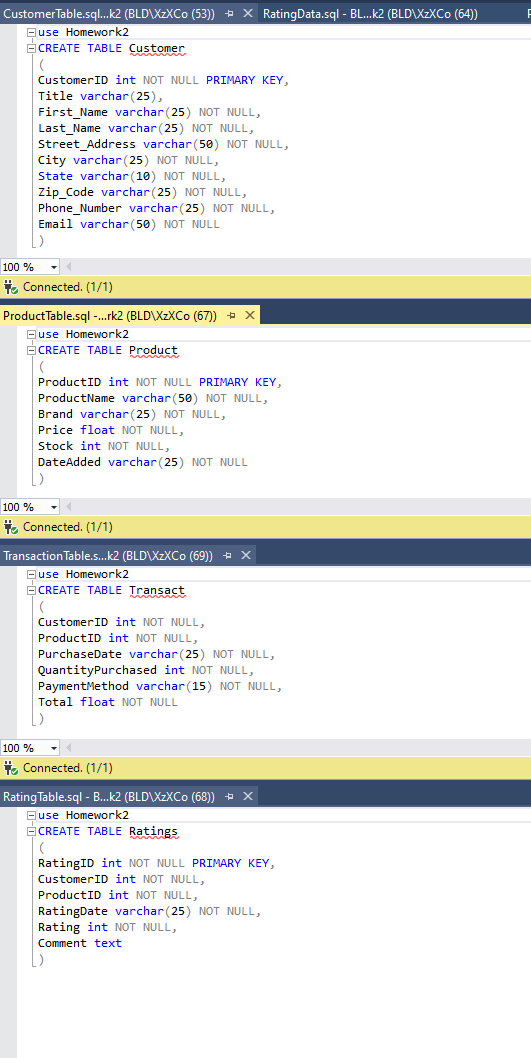 CustomerTable.sql...k2 (BLD\XzXCo (53)) RatingData.sql - BL...k2 (BLD\XzXCo (64))
use Homework2
CREATE TABLE Customer
(
CustomerID int NOT NULL PRIMARY KEY,
Title varchar(25),
First_Name varchar(25) NOT NULL,
Last_Name varchar(25) NOT NULL,
Street_Address varchar(50) NOT NULL,
City varchar(25) NOT NULL,
State varchar(10) NOT NULL,
Zip_Code varchar(25) NOT NULL,
Phone_Number varchar(25) NOT NULL,
Email varchar(50) NOT NULL
)
100 %
Connected. (1/1)
ProductTable.sql -...rk2 (BLD\XzXCo (67))
use Homework2
CREATE TABLE Product
(
ProductID int NOT NULL PRIMARY KEY,
ProductName varchar(50) NOT NULL,
Brand varchar(25) NOT NULL,
Price float NOT NULL,
Stock int NOT NULL,
DateAdded varchar(25) NOT NULL
)
100 %
Connected. (1/1)
TransactionTable.s...k2 (BLD\XzXCo (69))
use Homework2
CREATE TABLE Transact
(
CustomerID int NOT NULL,
ProductID int NOT NULL,
PurchaseDate varchar(25) NOT NULL,
QuantityPurchased int NOT NULL,
PaymentMethod varchar(15) NOT NULL,
Total float NOT NULL
)
100 %
Connected. (1/1)
RatingTable.sql - B...k2 (BLD\XzXCo (68))
use Homework2
CREATE TABLE Ratings
(
RatingID int NOT NULL PRIMARY KEY,
CustomerID int NOT NULL,
ProductID int NOT NULL,
RatingDate varchar(25) NOT NULL,
Rating int NOT NULL,
Comment text
)